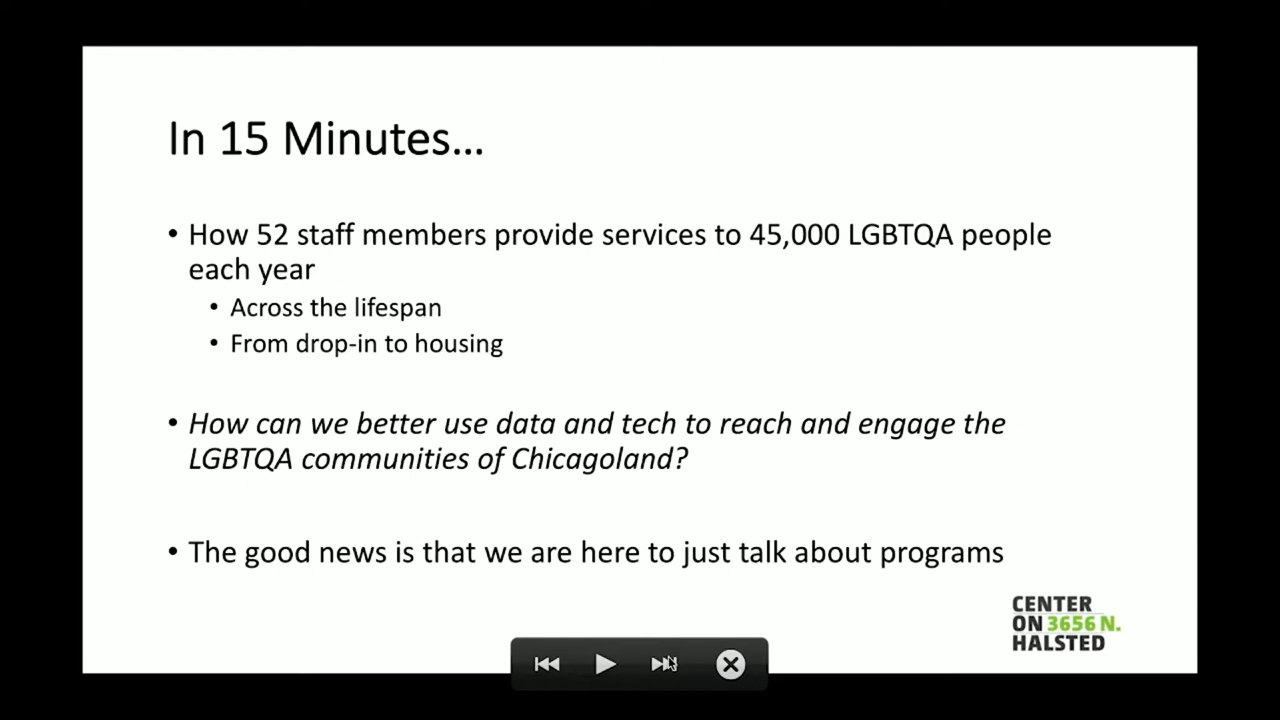 In 15 Minutes...
• How 52 staff members provide services to 45,000 LGBTQA people
each year
• Across the lifespan
• From drop-in to housing
• How can we better use data and tech to reach and engage the
LGBTQA communities of Chicagoland?
• The good news is that we are here to just talk about programs
CENTER
ON 3656 N.
HALSTED